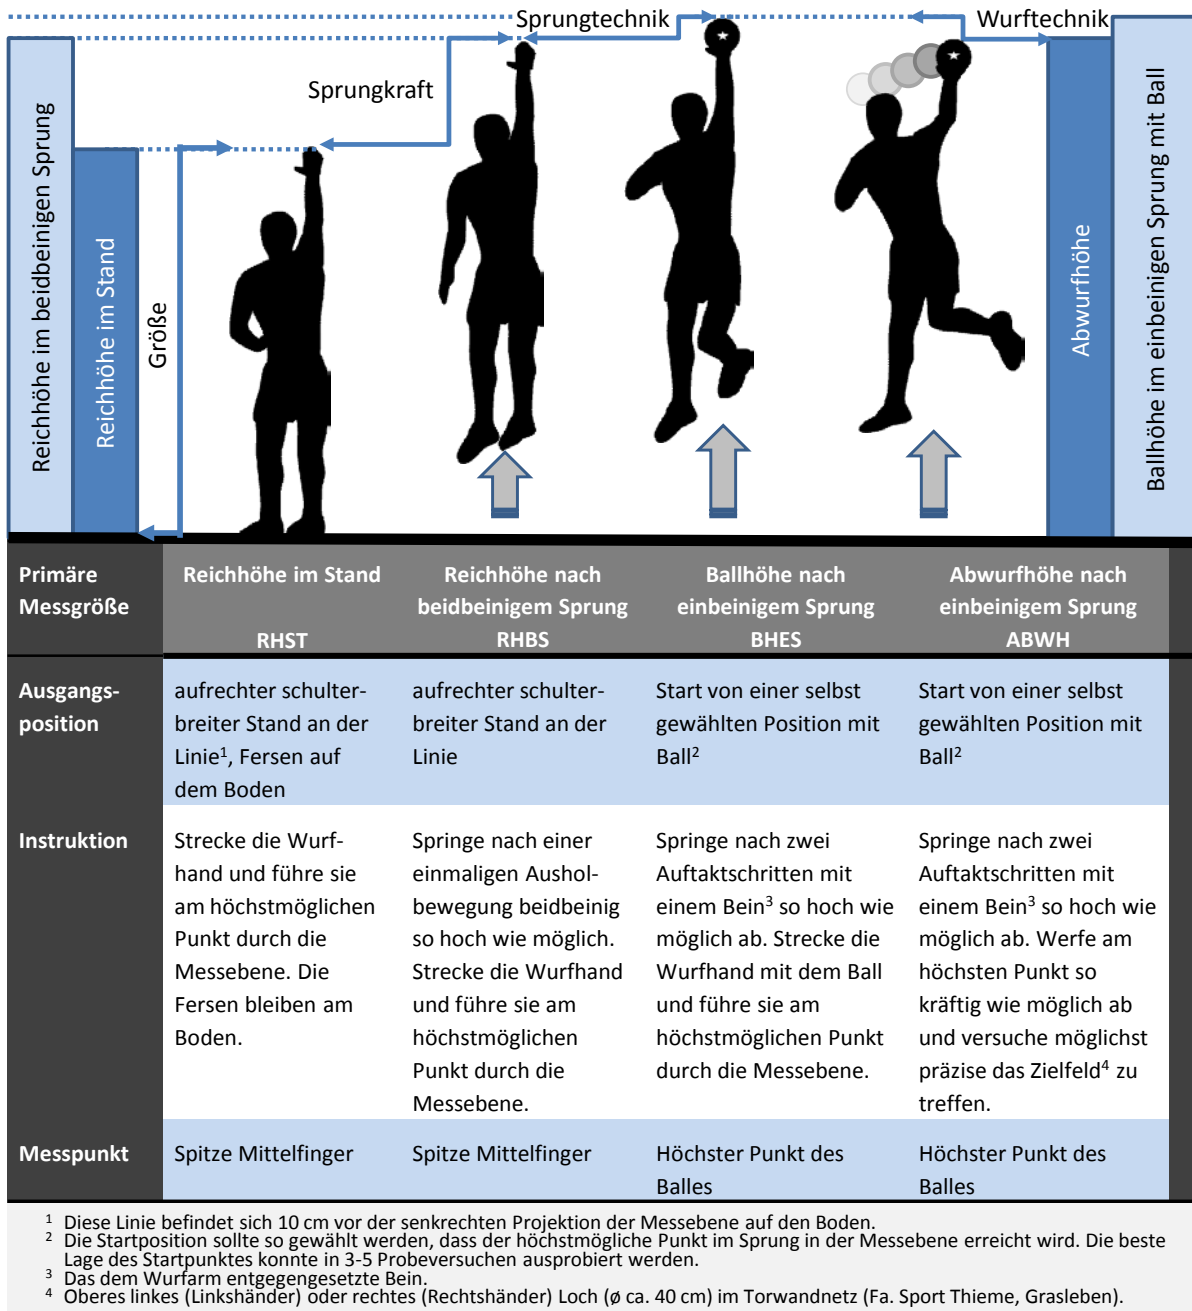 Sprungtechnik
Wurftechnik
Sprungkraft
Reichhöhe im beidbeinigen Sprung
Reichhöhe im Stand
Größe
Abwurfhöhe
Ballhöhe im einbeinigen Sprung mit Ball
Primäre
Messgröße
Reichhöhe im Stand
RHST
Reichhöhe nach
beidbeinigem Sprung
RHBS
Ballhöhe nach
einbeinigem Sprung
BHES
Abwurfhöhe nach
einbeinigem Sprung
ABWH
Ausgangs-
position
aufrechter schulter-
breiter Stand an der
Linie¹, Fersen auf
dem Boden
aufrechter schulter-
breiter Stand an der
Linie
Start von einer selbst
gewählten Position mit
Ball²
Start von einer selbst
gewählten Position mit
Ball²
Instruktion
Strecke die Wurf-
hand und führe sie
am höchstmöglichen
Punkt durch die
Messebene. Die
Fersen bleiben am
Boden.
Springe nach einer
einmaligen Aushol-
bewegung beidbeinig
so hoch wie möglich.
Strecke die Wurfhand
und führe sie am
höchstmöglichen
Punkt durch die
Messebene.
Springe nach zwei
Auftaktschritten mit
einem Bein³ so hoch wie
möglich ab. Strecke die
Wurfhand mit dem Ball
und führe sie am
höchstmöglichen Punkt
durch die Messebene.
Springe nach zwei
Auftaktschritten mit
einem Bein³ so hoch wie
möglich ab. Werfe am
höchsten Punkt so
kräftig wie möglich ab
und versuche möglichst
präzise das Zielfeld⁴ zu
treffen.
Messpunkt
Spitze Mittelfinger
Spitze Mittelfinger
Höchster Punkt des
Balles
Höchster Punkt des
Balles
¹ Diese Linie befindet sich 10 cm vor der senkrechten Projektion der Messebene auf den Boden.
² Die Startposition sollte so gewählt werden, dass der höchstmögliche Punkt im Sprung in der Messebene erreicht wird. Die beste
Lage des Startpunktes konnte in 3-5 Probeversuchen ausprobiert werden.
³ Das dem Wurfarm entgegengesetzte Bein.
⁴ Oberes linkes (Linkshänder) oder rechtes (Rechtshänder) Loch (ø ca. 40 cm) im Torwandnetz (Fa. Sport Thieme, Grasleben).